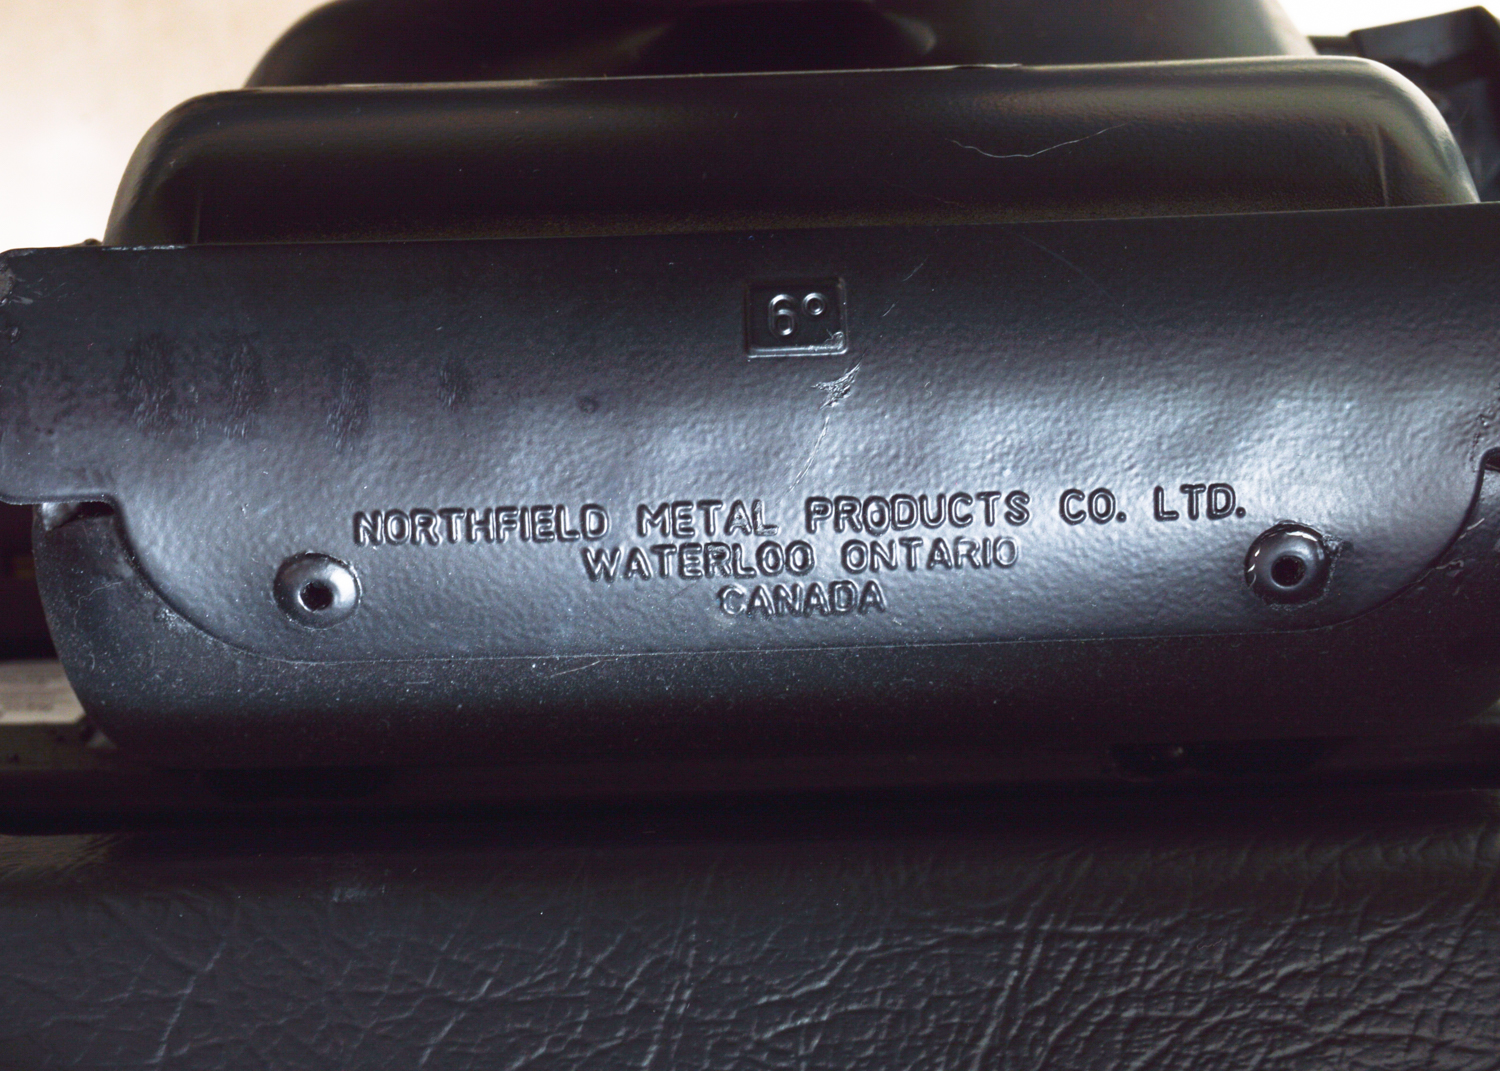 6°
NORTHFIELD METAL PRODUCTS CO. LTD.
WATERLOO ONTARIO
CANADA